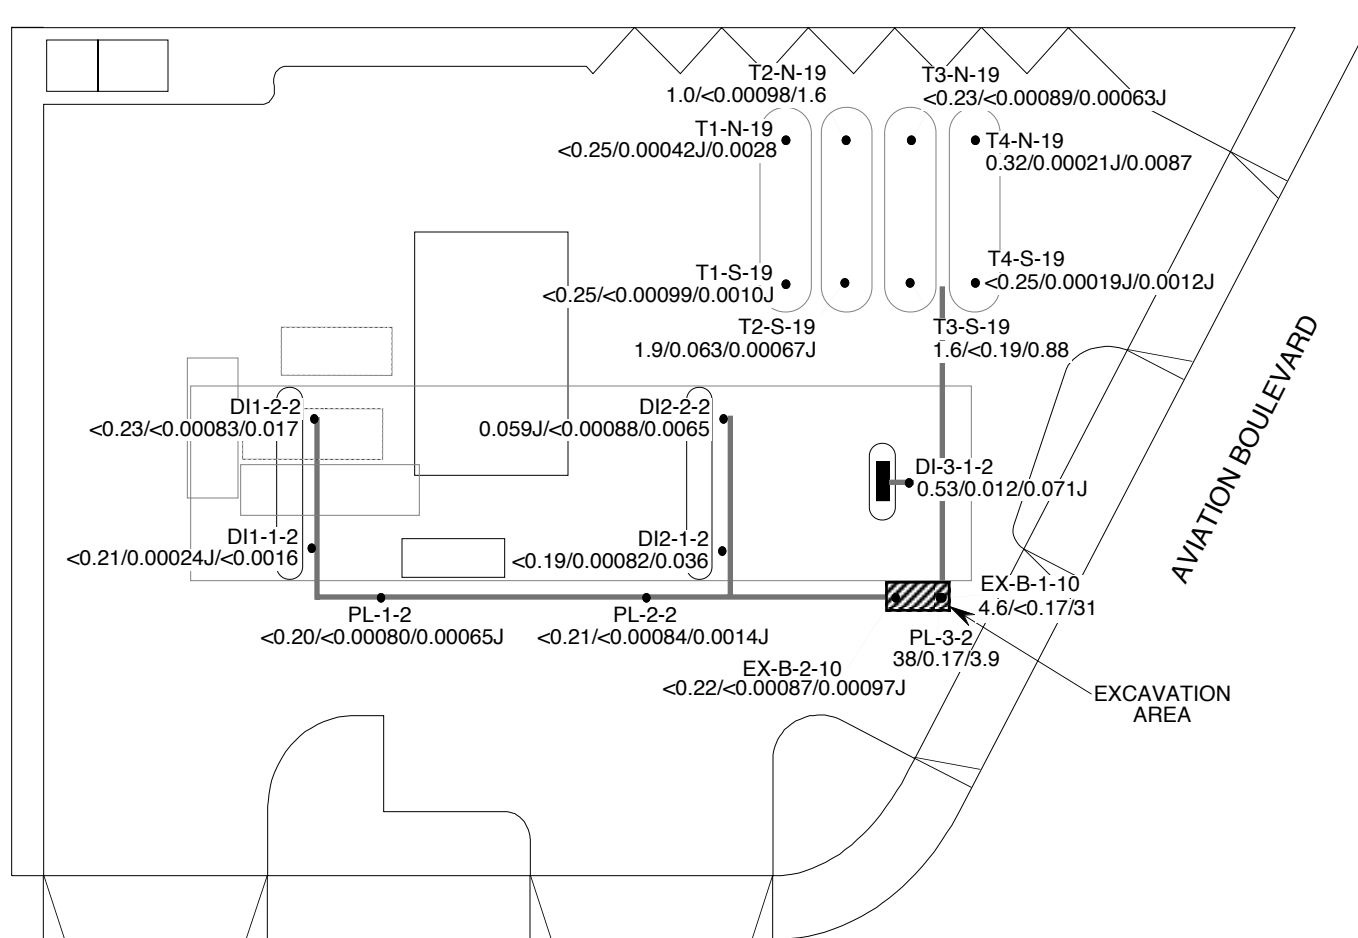 T2-N-19
1.0/<0.00098/1.6
T3-N-19
<0.23/<0.00089/0.00063J
T1-N-19
<0.25/0.00042J/0.0028
T4-N-19
0.32/0.00021J/0.0087
T1-S-19
<0.25/<0.00099/0.0010J
T4-S-19
<0.25/0.00019J/0.0012J
T2-S-19
1.9/0.063/0.00067J
T3-S-19
1.6/<0.19/0.88
AVIATION BOULEVARD
DI1-2-2
<0.23/<0.00083/0.017
DI2-2-2
0.059J/<0.00088/0.0065
DI-3-1-2
0.53/0.012/0.071J
DI1-1-2
<0.21/0.00024J/<0.0016
DI2-1-2
<0.19/0.00082/0.036
EX-B-1-10
4.6/<0.17/31
PL-1-2
<0.20/<0.00080/0.00065J
PL-2-2
<0.21/<0.00084/0.0014J
PL-3-2
38/0.17/3.9
EX-B-2-10
<0.22/<0.00087/0.00097J
EXCAVATION
AREA